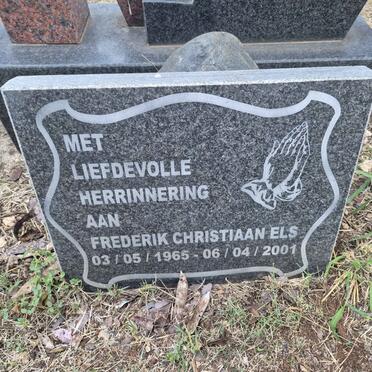 MET
LIEFDEVOLLE
HERRINNERING
AAN
FREDERIK CHRISTIAAN ELS
03 / 05 / 1965 - 06 / 04 / 2001